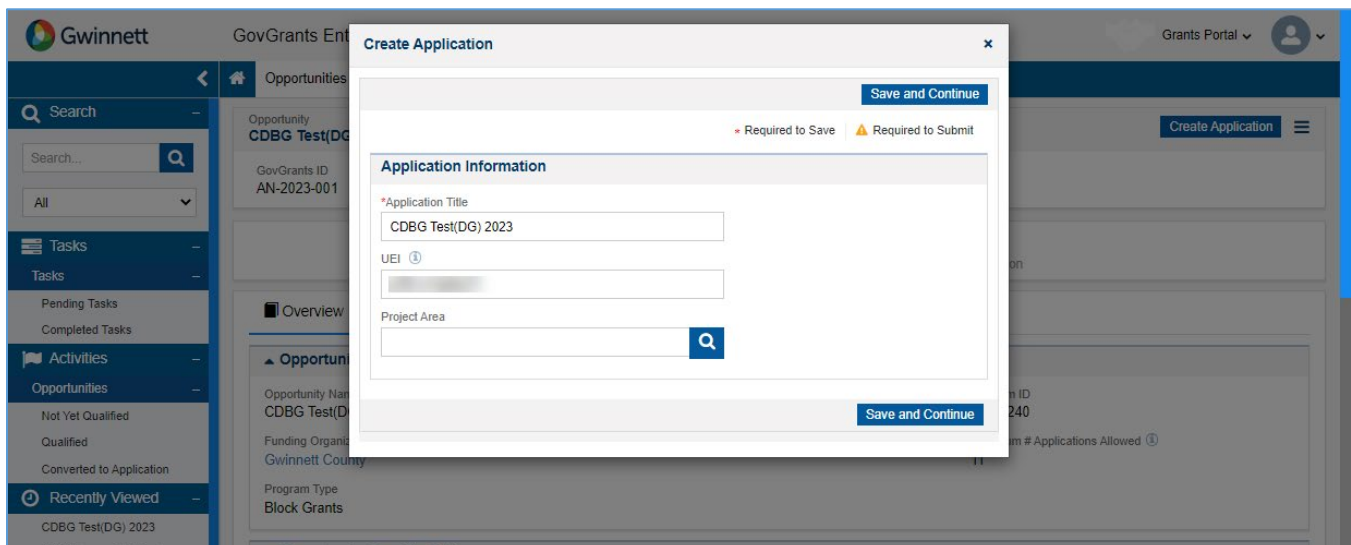 Gwinnett
GovGrants Ent
Grants Portal
Opportunities
Search
Search...
All
Tasks
Tasks
Pending Tasks
Completed Tasks
Activities
Opportunities
Not Yet Qualified
Qualified
Converted to Application
Recently Viewed
CDBG Test(DG) 2023
Opportunity
CDBG Test(DG
Create Application
GovGrants ID
AN-2023-001
on
Overview
Opportuni
Opportunity Nam
CDBG Test(D
m ID
240
Funding Organiz
Gwinnett County
um # Applications Allowed
11
Program Type
Block Grants
Create Application
×
Save and Continue
* Required to Save
Required to Submit
Application Information
*Application Title
CDBG Test(DG) 2023
UEI
Project Area
Save and Continue